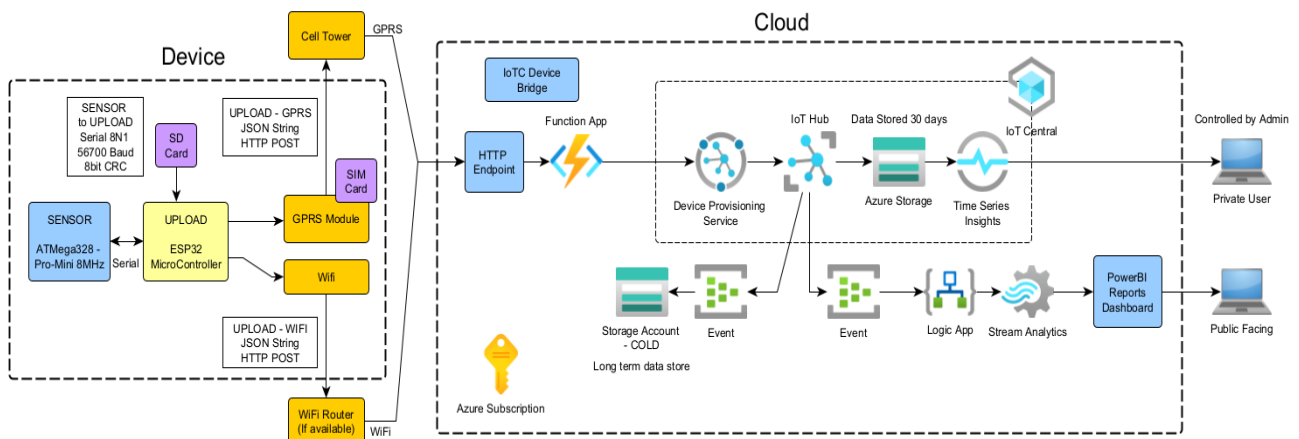 Device
Cloud
Cell Tower
GPRS
SENSOR
to UPLOAD
Serial 8N1
56700 Baud
8bit CRC
SD
Card
UPLOAD - GPRS
JSON String
HTTP POST
SIM
Card
SENSOR
ATMega328 -
Pro-Mini 8MHz
Serial
UPLOAD
ESP32
MicroController
GPRS Module
Wifi
UPLOAD - WIFI
JSON String
HTTP POST
WiFi Router
(If available)
WiFi
IoTC Device
Bridge
HTTP
Endpoint
Function App
Device Provisioning
Service
IoT Hub
Data Stored 30 days
Azure Storage
Time Series
Insights
IoT Central
Controlled by Admin
Private User
Storage Account
- COLD
Long term data store
Event
Event
Logic App
Stream Analytics
PowerBI
Reports
Dashboard
Public Facing
Azure Subscription